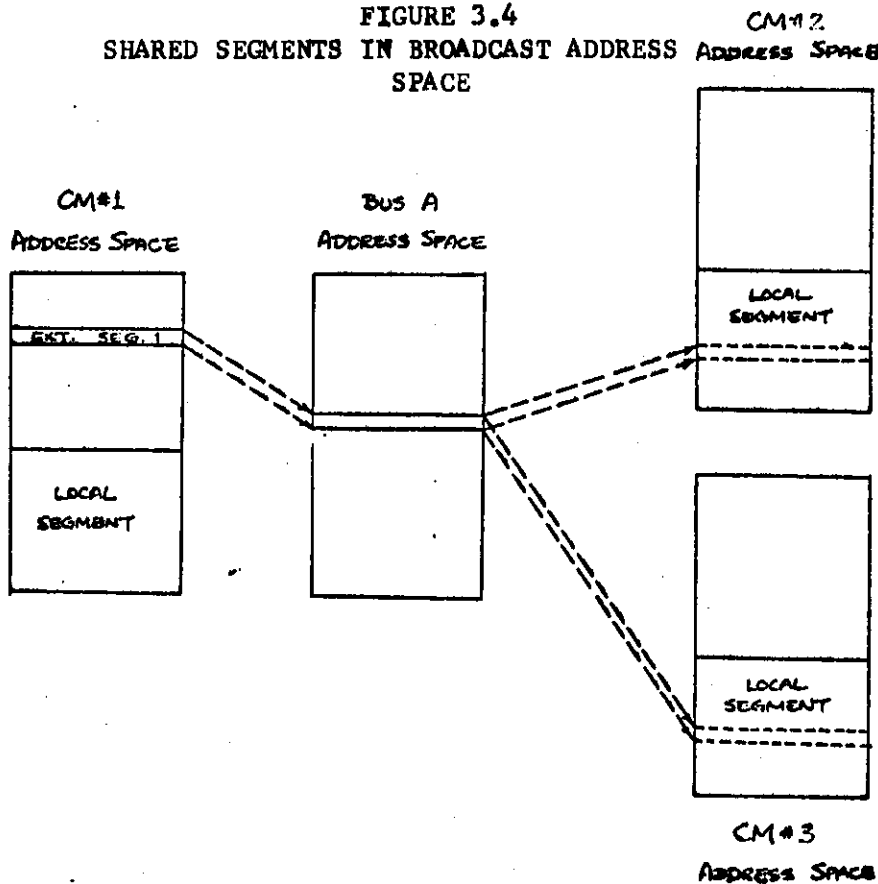 FIGURE 3.4
SHARED SEGMENTS IN BROADCAST ADDRESS
SPACE
CM#2
ADDRESS SPACE
CM#1
ADDRESS SPACE
BUS A
ADDRESS SPACE
EXT. SEG. 1
LOCAL
SEGMENT
LOCAL
SEGMENT
LOCAL
SEGMENT
CM#3
ADDRESS SPACE